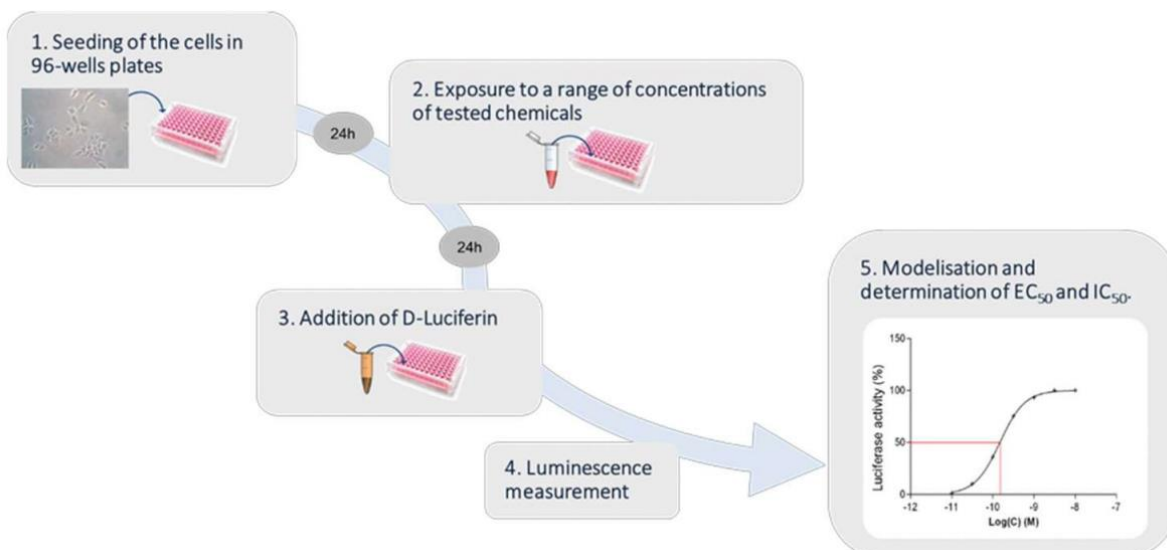 1. Seeding of the cells in
96-wells plates
24h
2. Exposure to a range of concentrations
of tested chemicals
24h
3. Addition of D-Luciferin
4. Luminescence
measurement
5. Modelisation and
determination of EC₅₀ and IC₅₀.
Luciferase activity (%)
150
100
50
0
-12
-11
-10
-9
-8
-7
Log(C) (M)